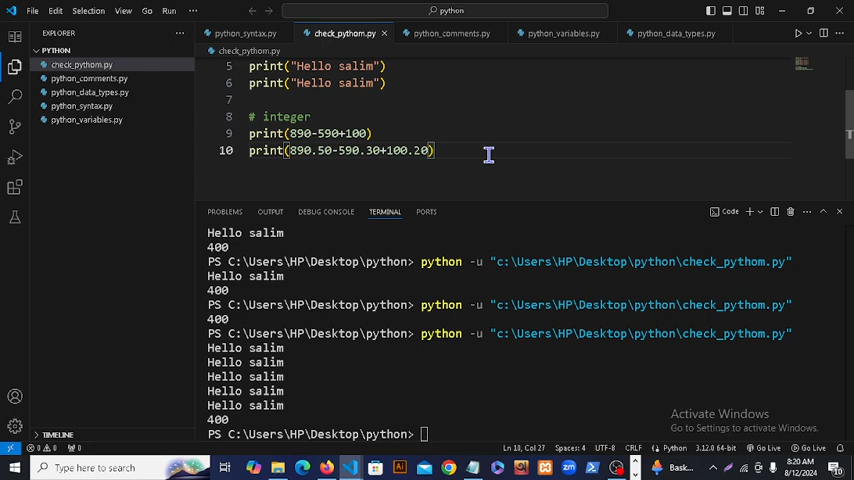 File Edit Selection View Go Run ... python
EXPLORER ...
python_syntax.py check_pythom.py × python_comments.py python_variables.py python_data_types.py
PYTHON
check_pythom.py
check_pythom.py
python_comments.py
python_data_types.py
python_syntax.py
python_variables.py
5 print("Hello salim")
6 print("Hello salim")
7
8 # integer
9 print(890-590+100)
10 print(890.50-590.30+100.20)
PROBLEMS OUTPUT DEBUG CONSOLE TERMINAL PORTS Code
Hello salim
400
PS C:\Users\HP\Desktop\python> python -u "c:\Users\HP\Desktop\python\check_pythom.py"
Hello salim
400
PS C:\Users\HP\Desktop\python> python -u "c:\Users\HP\Desktop\python\check_pythom.py"
400
PS C:\Users\HP\Desktop\python> python -u "c:\Users\HP\Desktop\python\check_pythom.py"
Hello salim
Hello salim
Hello salim
Hello salim
Hello salim
400
PS C:\Users\HP\Desktop\python>
Activate Windows
Go to Settings to activate Windows.
TIMELINE
0 0 0 Ln 10, Col 27 Spaces: 4 UTF-8 CRLF Python 3.12.0 64-bit Go Live Go Live
Type here to search
Bask...
8:20 AM
8/12/2024
10